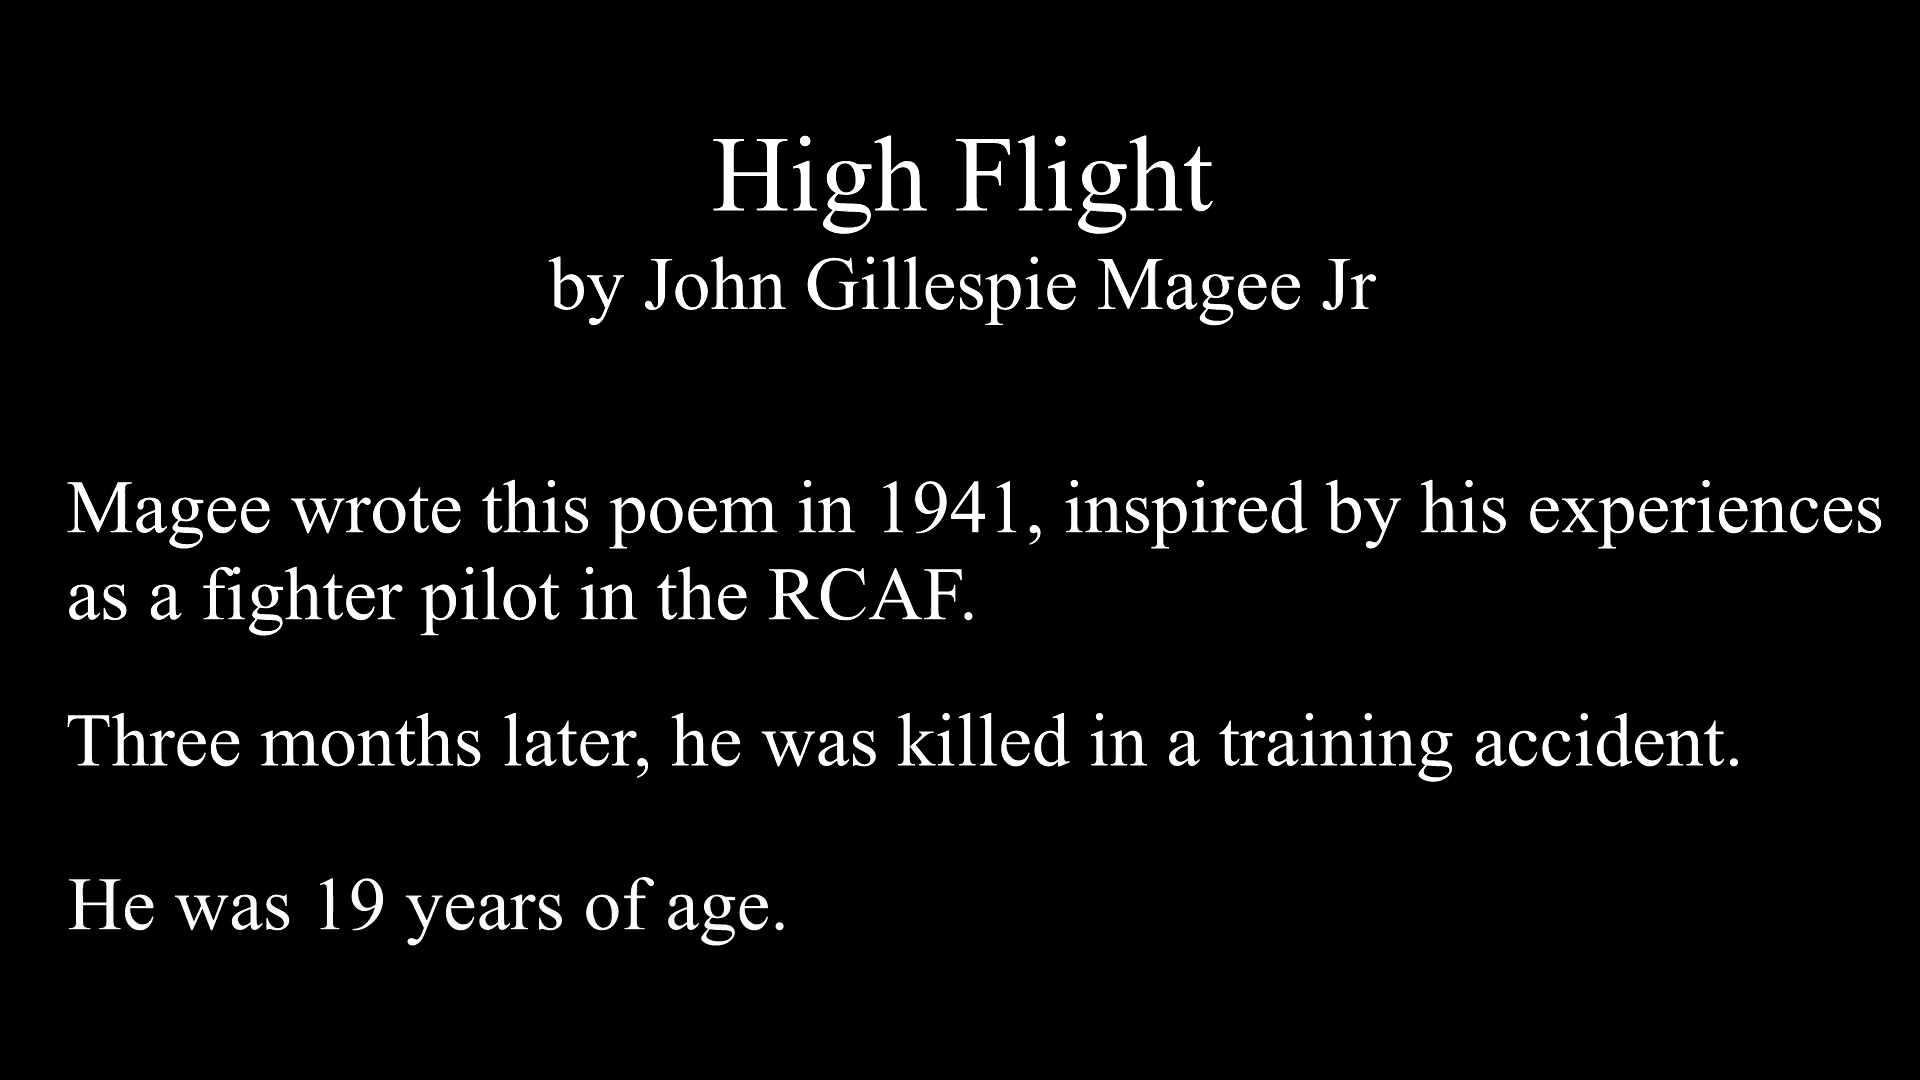 High Flight
by John Gillespie Magee Jr
Magee wrote this poem in 1941, inspired by his experiences
as a fighter pilot in the RCAF.
Three months later, he was killed in a training accident.
He was 19 years of age.